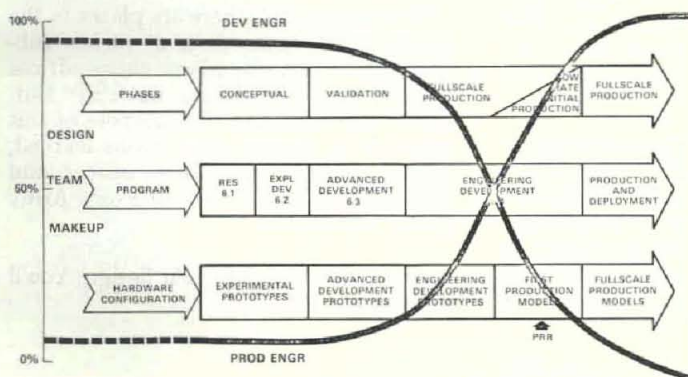 100%
DEV ENGR
PHASES
CONCEPTUAL
VALIDATION
FULLSCALE
PRODUCTION
LOW
RATE
INITIAL
PRODUCTION
FULLSCALE
PRODUCTION
DESIGN
TEAM
50%
MAKEUP
PROGRAM
RES
6.1
EXPL
DEV
6.2
ADVANCED
DEVELOPMENT
6.3
ENGINEERING
DEVELOPMENT
PRODUCTION
AND
DEPLOYMENT
HARDWARE
CONFIGURATION
EXPERIMENTAL
PROTOTYPES
ADVANCED
DEVELOPMENT
PROTOTYPES
ENGINEERING
DEVELOPMENT
PROTOTYPES
FIRST
PRODUCTION
MODELS
FULLSCALE
PRODUCTION
MODELS
PRR
0%
PROD ENGR